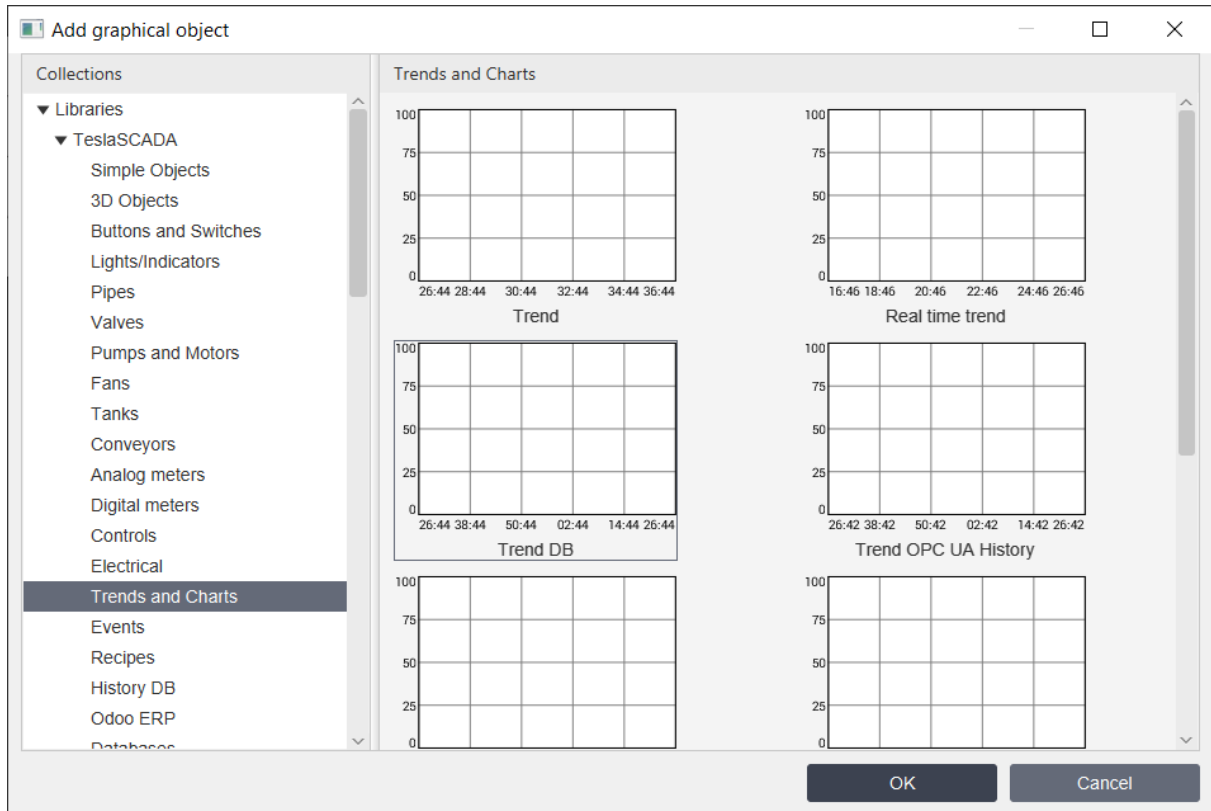 Add graphical object
Collections
Libraries
TeslaSCADA
Simple Objects
3D Objects
Buttons and Switches
Lights/Indicators
Pipes
Valves
Pumps and Motors
Fans
Tanks
Conveyors
Analog meters
Digital meters
Controls
Electrical
Trends and Charts
Events
Recipes
History DB
Odoo ERP
Databases
Trends and Charts
100
75
50
25
0
26:44 28:44 30:44 32:44 34:44 36:44
Trend
100
75
50
25
0
16:46 18:46 20:46 22:46 24:46 26:46
Real time trend
100
75
50
25
0
26:44 38:44 50:44 02:44 14:44 26:44
Trend DB
100
75
50
25
0
26:42 38:42 50:42 02:42 14:42 26:42
Trend OPC UA History
100
75
50
25
0
100
75
50
25
0
OK
Cancel